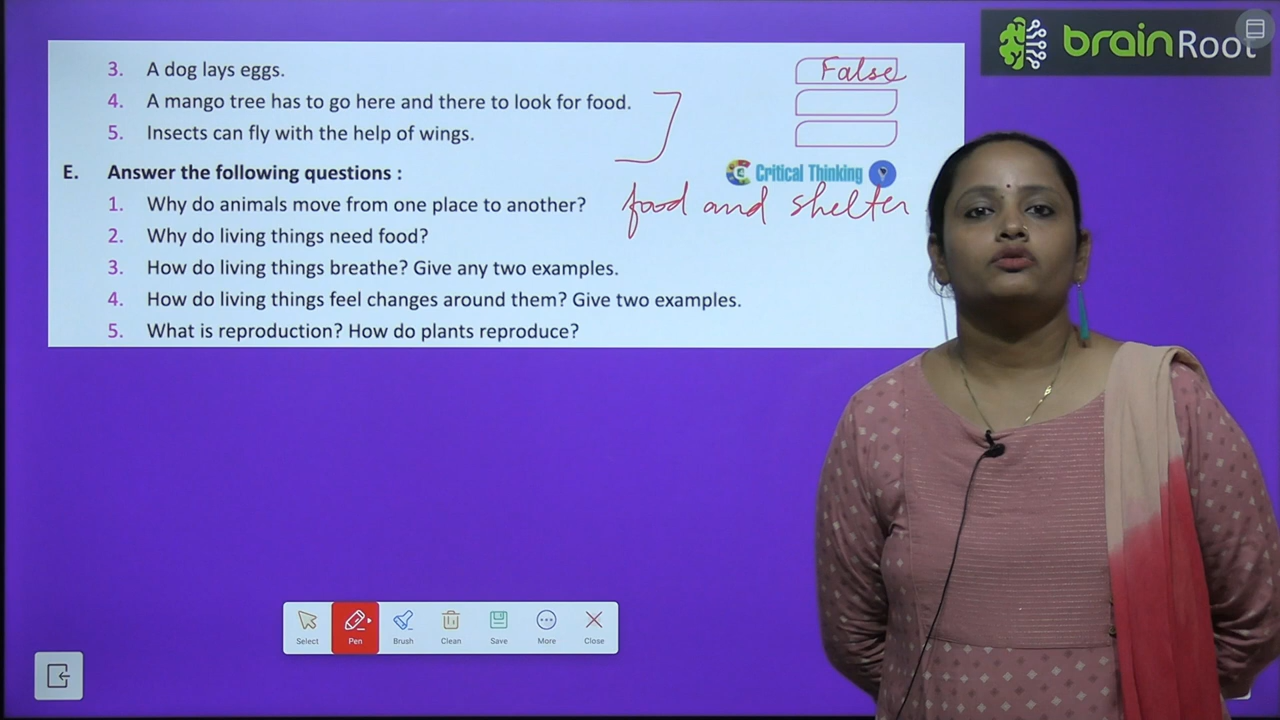 brainRoot
3. A dog lays eggs. False
4. A mango tree has to go here and there to look for food.
5. Insects can fly with the help of wings.
E. Answer the following questions : Critical Thinking
1. Why do animals move from one place to another? food and shelter
2. Why do living things need food?
3. How do living things breathe? Give any two examples.
4. How do living things feel changes around them? Give two examples.
5. What is reproduction? How do plants reproduce?
Select Pen Brush Clean Save More Close